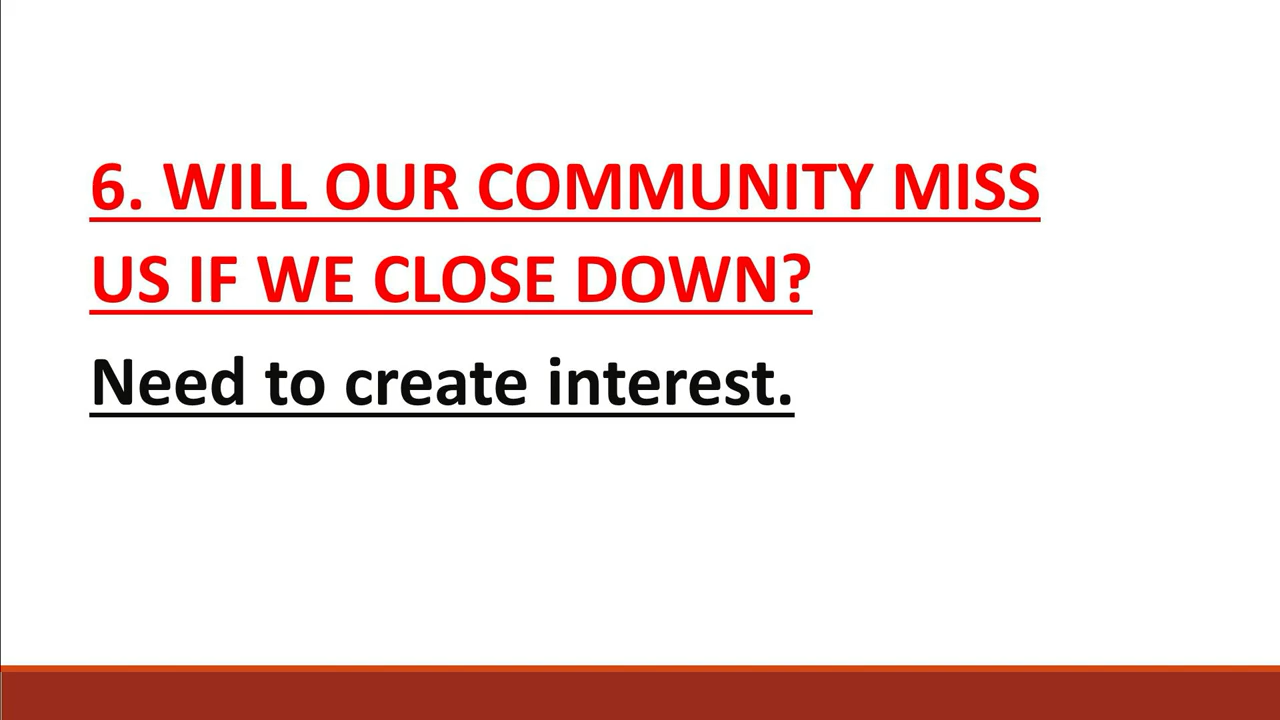 6. WILL OUR COMMUNITY MISS
US IF WE CLOSE DOWN?
Need to create interest.